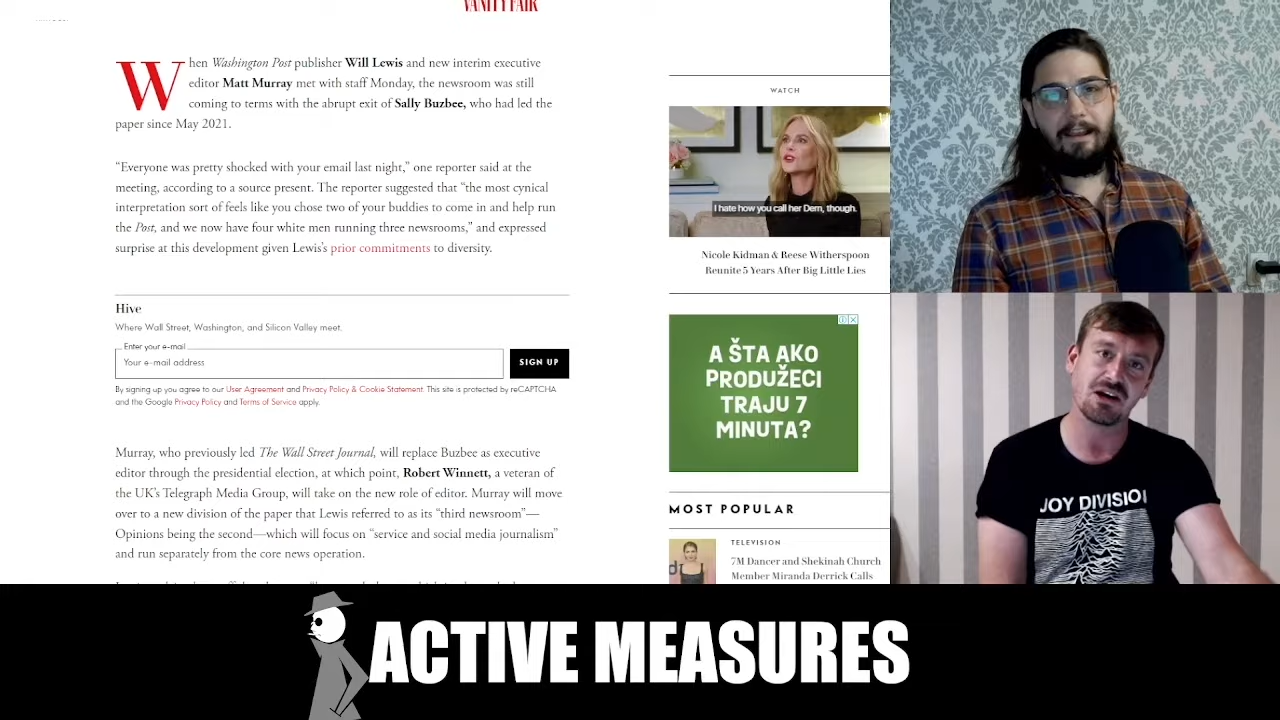 VANITY FAIR
When Washington Post publisher Will Lewis and new interim executive
editor Matt Murray met with staff Monday, the newsroom was still
coming to terms with the abrupt exit of Sally Buzbee, who had led the
paper since May 2021.
“Everyone was pretty shocked with your email last night,” one reporter said at the
meeting, according to a source present. The reporter suggested that “the most cynical
interpretation sort of feels like you chose two of your buddies to come in and help run
the Post, and we now have four white men running three newsrooms,” and expressed
surprise at this development given Lewis’s prior commitments to diversity.
Hive
Where Wall Street, Washington, and Silicon Valley meet.
Enter your e-mail
Your e-mail address
SIGN UP
By signing up you agree to our User Agreement and Privacy Policy & Cookie Statement. This site is protected by reCAPTCHA
and the Google Privacy Policy and Terms of Service apply.
Murray, who previously led The Wall Street Journal, will replace Buzbee as executive
editor through the presidential election, at which point, Robert Winnett, a veteran of
the UK’s Telegraph Media Group, will take on the new role of editor. Murray will move
over to a new division of the paper that Lewis referred to as its “third newsroom”—
Opinions being the second—which will focus on “service and social media journalism”
and run separately from the core news operation.
WATCH
I hate how you call her Dern, though.
Nicole Kidman & Reese Witherspoon
Reunite 5 Years After Big Little Lies
A ŠTA AKO
PRODUŽECI
TRAJU 7
MINUTA?
MOST POPULAR
TELEVISION
7M Dancer and Shekinah Church
Member Miranda Derrick Calls
JOY DIVISION
ACTIVE MEASURES